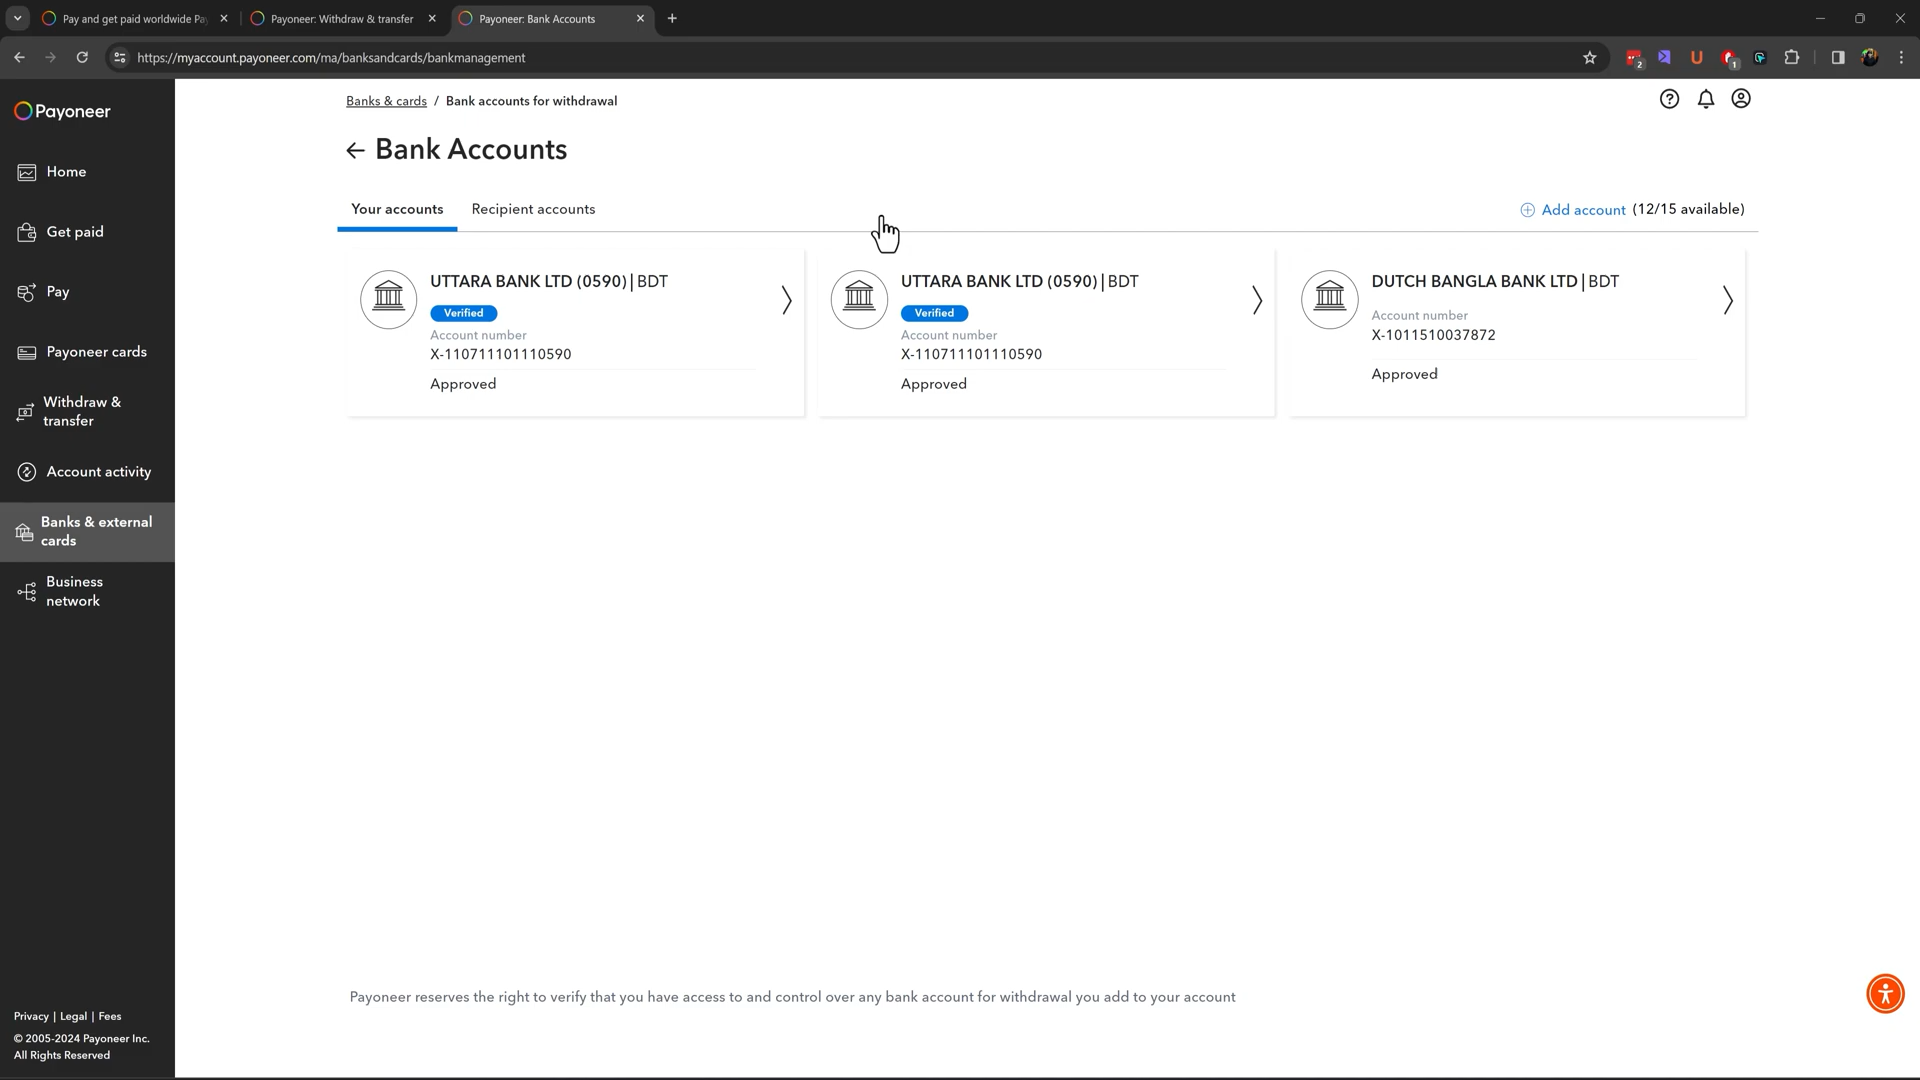 Pay and get paid worldwide Pay
Payoneer: Withdraw & transfer
Payoneer: Bank Accounts
https://myaccount.payoneer.com/ma/banksandcards/bankmanagement
2
U
1
Payoneer
Home
Get paid
Pay
Payoneer cards
Withdraw &
transfer
Account activity
Banks & external
cards
Business
network
Privacy | Legal | Fees
© 2005-2024 Payoneer Inc.
All Rights Reserved
Banks & cards / Bank accounts for withdrawal
Bank Accounts
Your accounts
Recipient accounts
Add account (12/15 available)
UTTARA BANK LTD (0590) | BDT
Verified
Account number
X-110711101110590
Approved
UTTARA BANK LTD (0590) | BDT
Verified
Account number
X-110711101110590
Approved
DUTCH BANGLA BANK LTD | BDT
Account number
X-1011510037872
Approved
Payoneer reserves the right to verify that you have access to and control over any bank account for withdrawal you add to your account